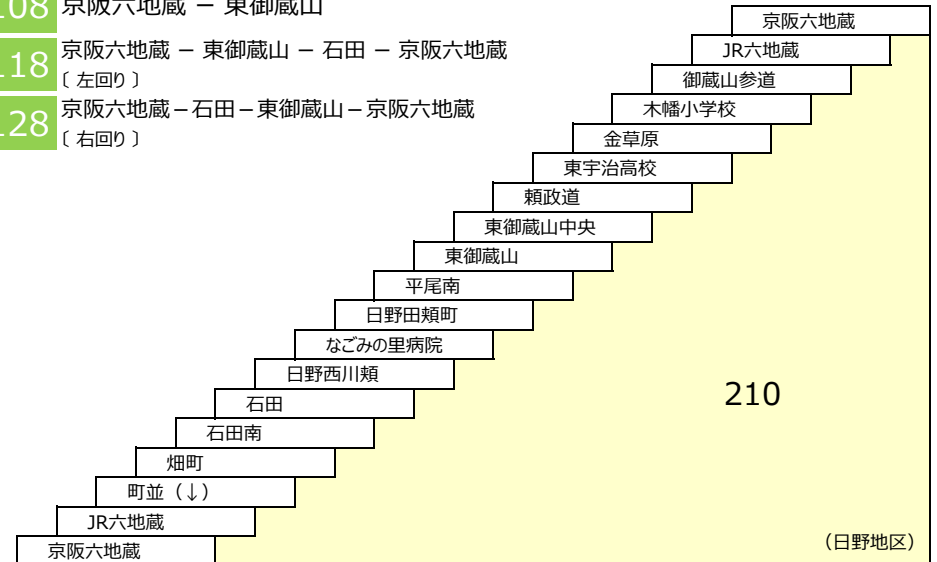 108 京阪六地蔵 － 東御蔵山
118 京阪六地蔵 － 東御蔵山 － 石田 － 京阪六地蔵
〔 左回り 〕
128 京阪六地蔵－石田－東御蔵山－京阪六地蔵
〔 右回り 〕
京阪六地蔵
JR六地蔵
御蔵山参道
木幡小学校
金草原
東宇治高校
頼政道
東御蔵山中央
東御蔵山
平尾南
日野田頬町
なごみの里病院
日野西川頬
石田
210
石田南
畑町
町並（↓）
JR六地蔵
京阪六地蔵
（日野地区）